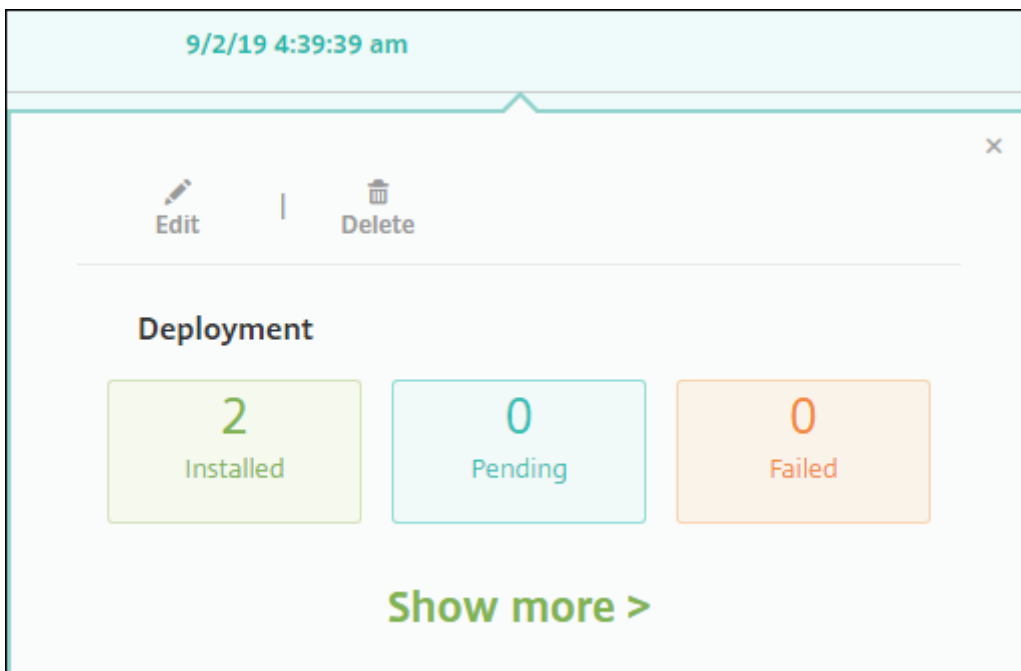 9/2/19 4:39:39 am
×
Edit | Delete
Deployment
2 0 0
Installed Pending Failed
Show more >